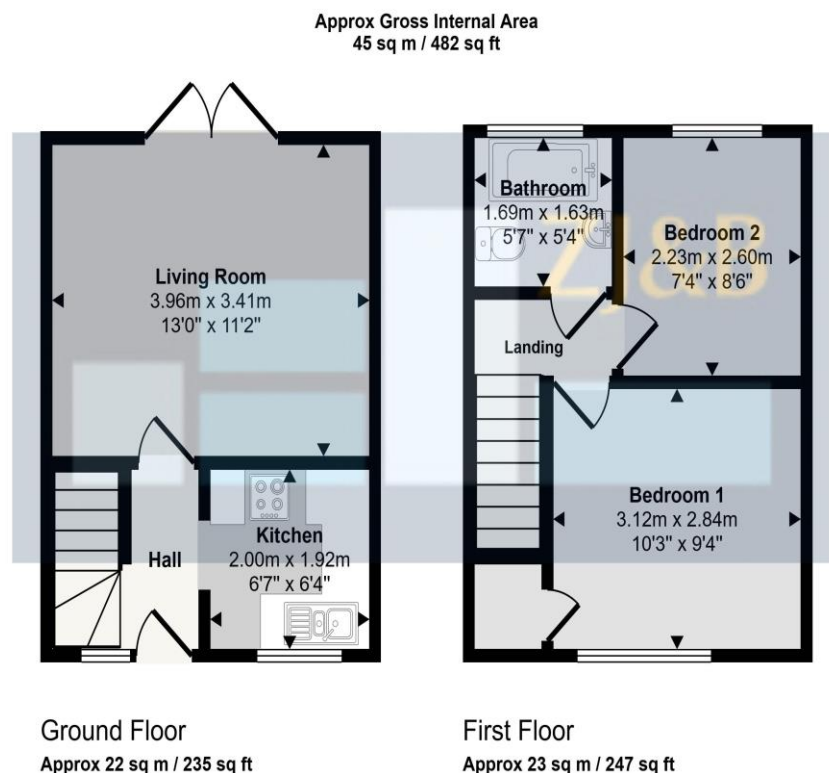 Approx Gross Internal Area
45 sq m / 482 sq ft
Living Room
3.96m x 3.41m
13'0" x 11'2"
Hall
Kitchen
2.00m x 1.92m
6'7" x 6'4"
Bathroom
1.69m x 1.63m
5'7" x 5'4"
ZJ&B
Bedroom 2
2.23m x 2.60m
7'4" x 8'6"
Landing
Bedroom 1
3.12m x 2.84m
10'3" x 9'4"
Ground Floor
Approx 22 sq m / 235 sq ft
First Floor
Approx 23 sq m / 247 sq ft